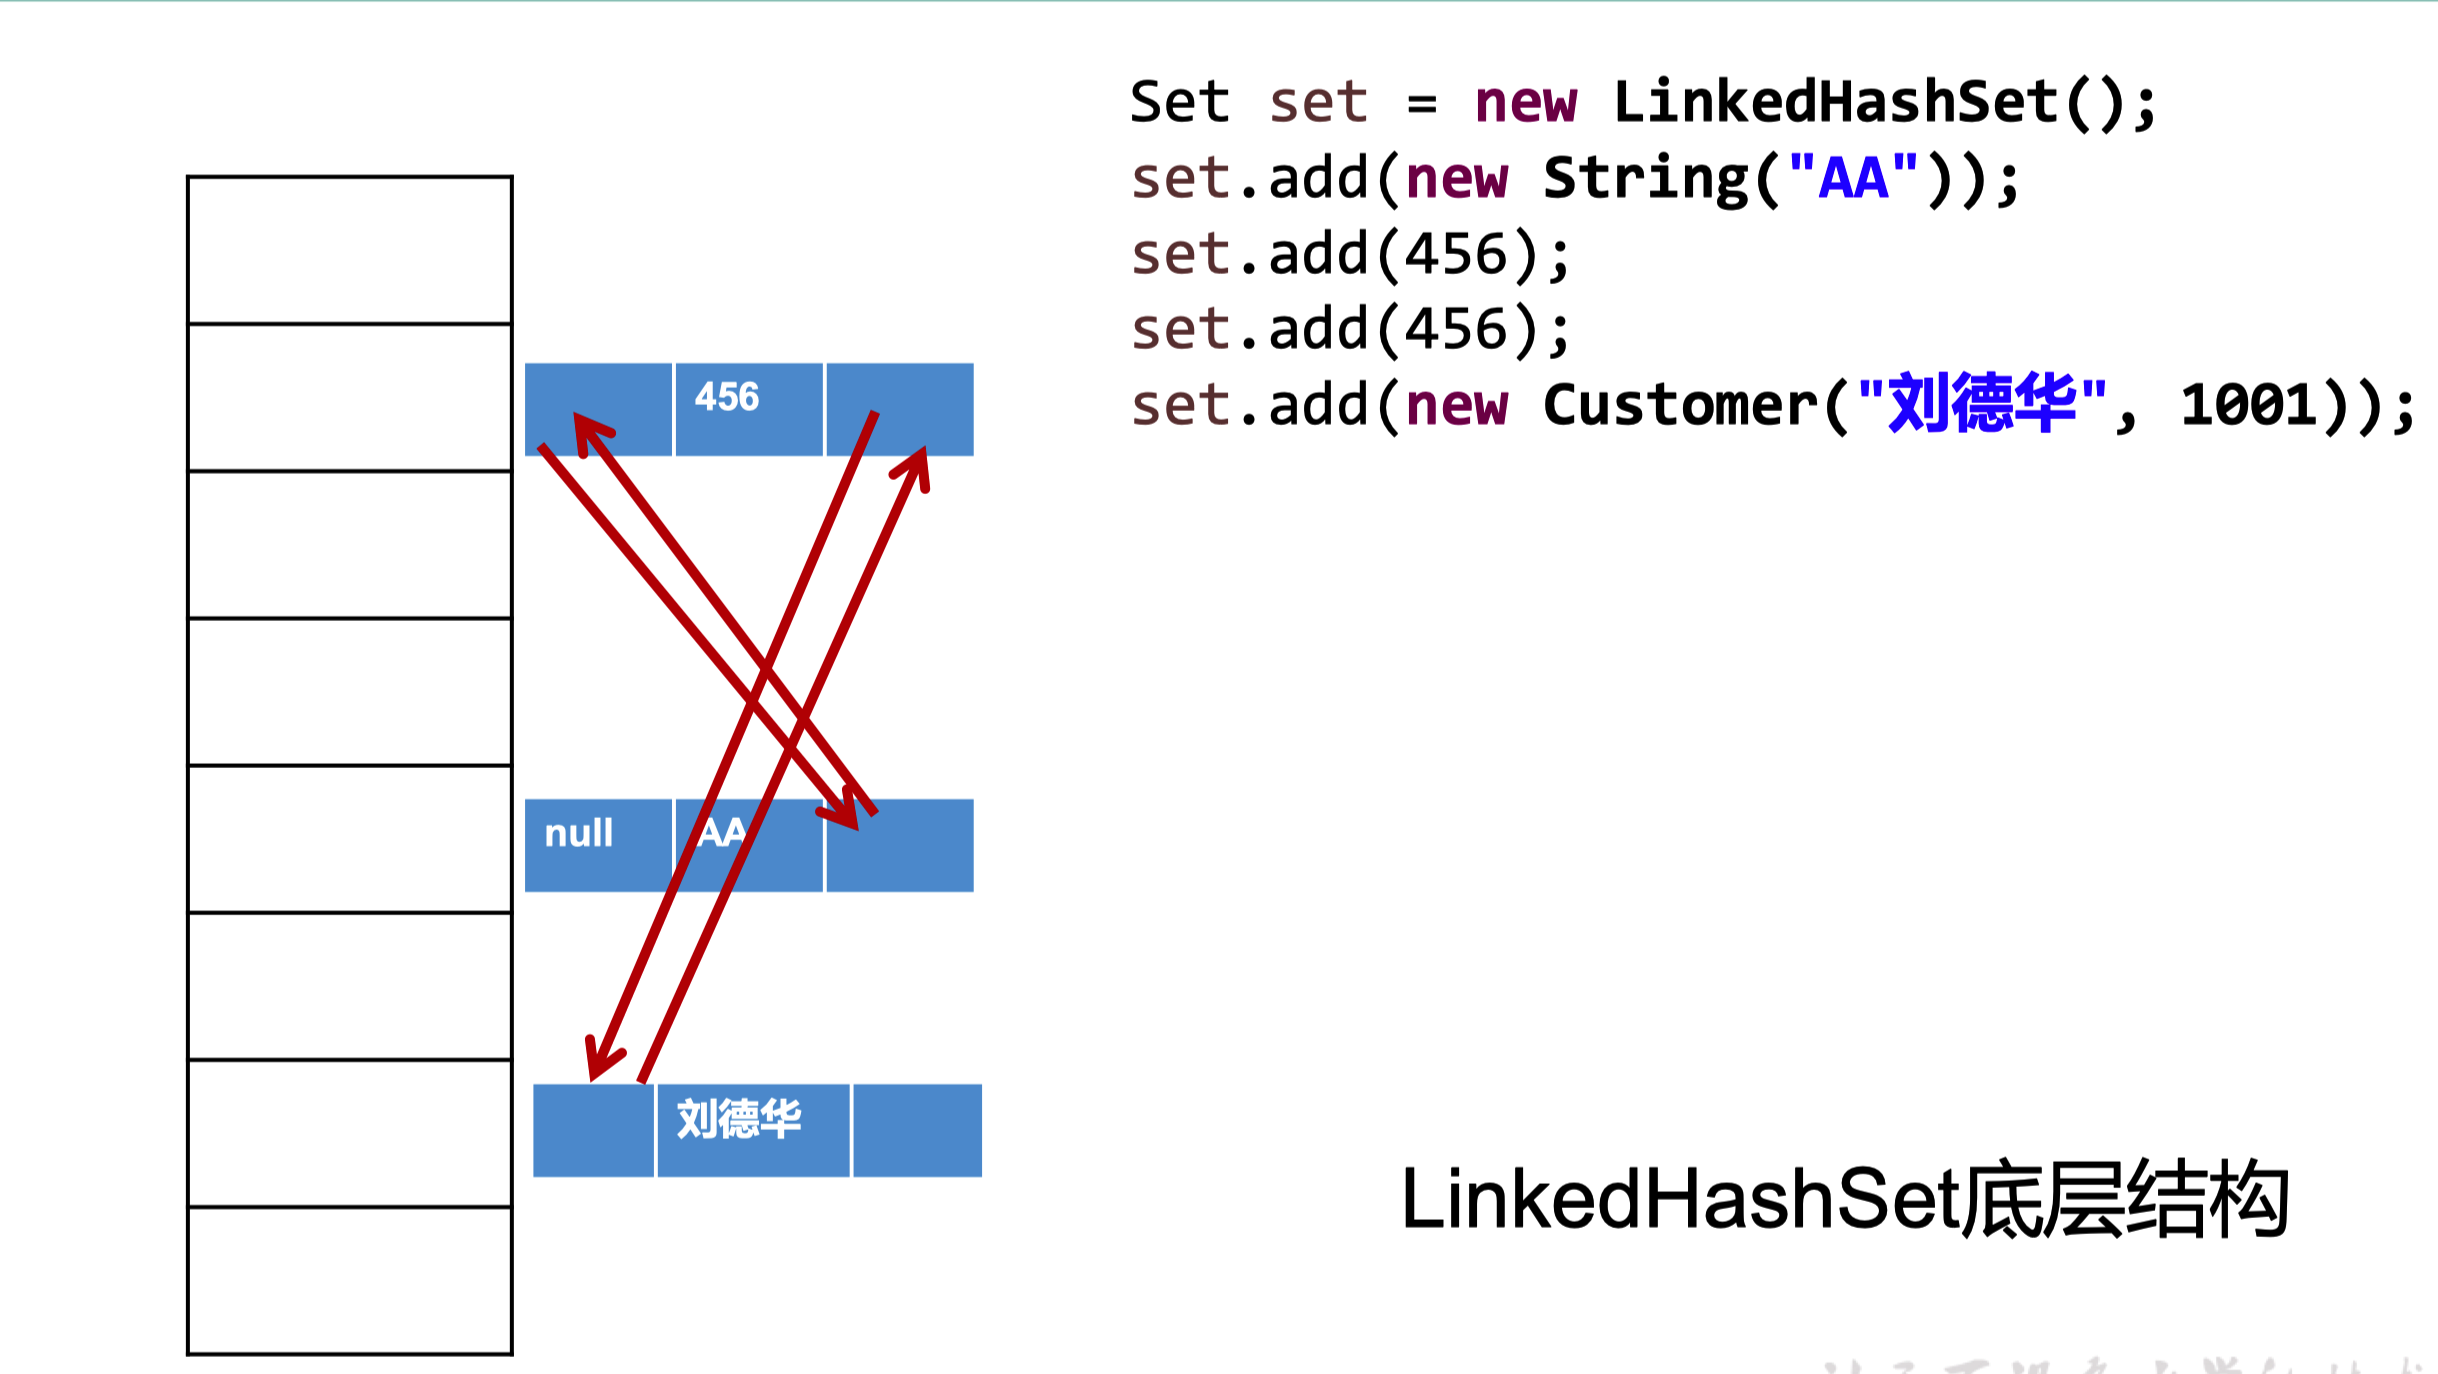 Set set = new LinkedHashSet();
set.add(new String("AA"));
set.add(456);
set.add(456);
set.add(new Customer("刘德华", 1001));
456
null AA
刘德华
LinkedHashSet底层结构